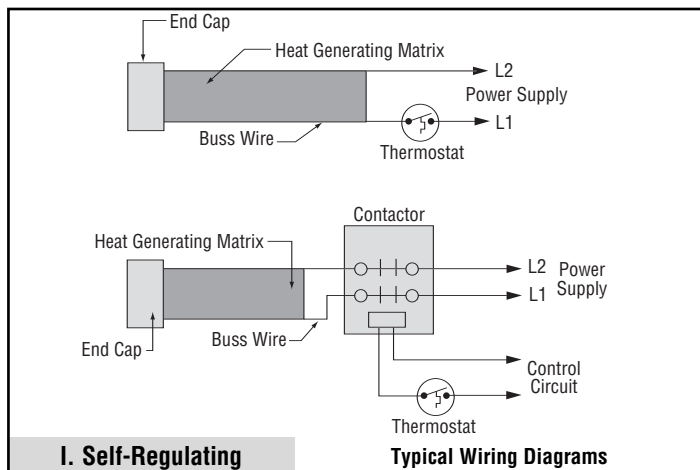 End Cap
Heat Generating Matrix
L2
Power Supply
L1
Buss Wire
Thermostat
Contactor
Heat Generating Matrix
L2
Power
Supply
L1
Buss Wire
End Cap
Control
Circuit
Thermostat
I. Self-Regulating
Typical Wiring Diagrams